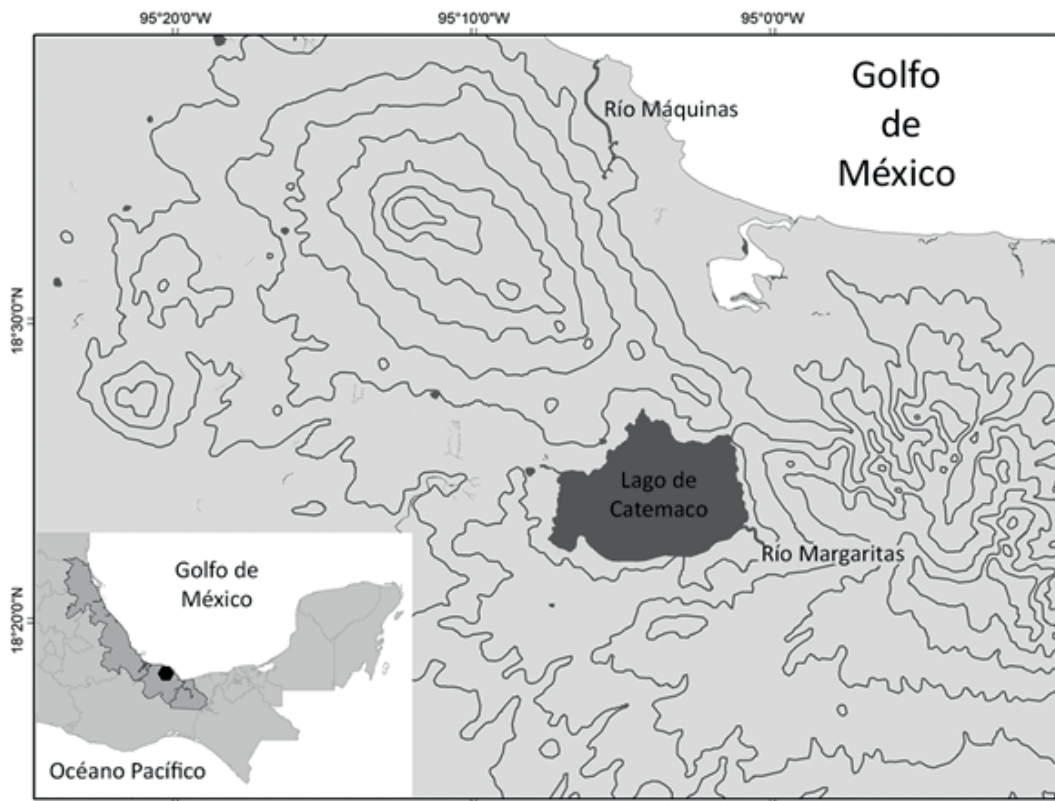 95°20'0"W
95°10'0"W
95°0'0"W
Golfo
de
México
Río Máquinas
18°30'0"N
Lago de
Catemaco
Río Margaritas
18°20'0"N
Golfo de
México
Océano Pacífico